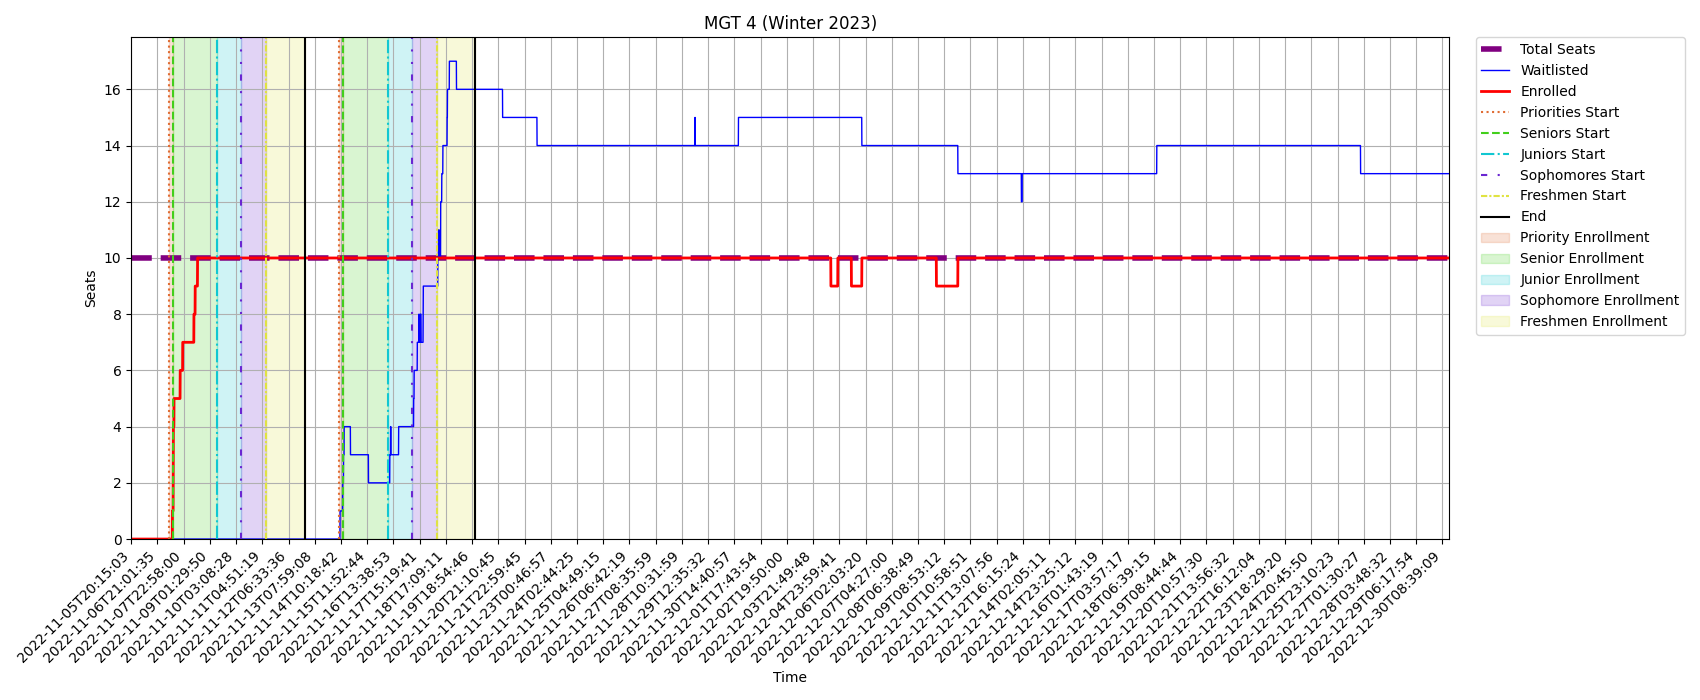 MGT 4 (Winter 2023)
Seats
16
14
12
10
8
6
4
2
0
2022-11-05T20:15:03
2022-11-06T21:01:35
2022-11-07T22:58:00
2022-11-09T01:29:50
2022-11-10T03:08:28
2022-11-11T04:51:19
2022-11-12T06:33:36
2022-11-13T07:59:08
2022-11-14T10:18:42
2022-11-15T11:52:44
2022-11-16T13:38:53
2022-11-17T15:19:41
2022-11-18T17:09:11
2022-11-19T18:54:46
2022-11-20T21:10:45
2022-11-21T22:59:45
2022-11-23T00:46:57
2022-11-24T02:44:25
2022-11-25T04:49:15
2022-11-26T06:42:19
2022-11-27T08:35:59
2022-11-28T10:31:59
2022-11-29T12:35:32
2022-11-30T14:40:57
2022-12-01T17:43:54
2022-12-02T19:50:00
2022-12-03T21:49:48
2022-12-04T23:59:41
2022-12-06T02:03:20
2022-12-07T04:27:00
2022-12-08T06:38:49
2022-12-09T08:53:12
2022-12-10T10:58:51
2022-12-11T13:07:56
2022-12-12T16:15:24
2022-12-14T02:05:11
2022-12-14T23:25:12
2022-12-16T01:43:19
2022-12-17T03:57:17
2022-12-18T06:39:15
2022-12-19T08:44:44
2022-12-20T10:57:30
2022-12-21T13:56:32
2022-12-22T16:12:04
2022-12-23T18:29:20
2022-12-24T20:45:50
2022-12-25T23:10:23
2022-12-27T01:30:27
2022-12-28T03:48:32
2022-12-29T06:17:54
2022-12-30T08:39:09
Time
Total Seats
Waitlisted
Enrolled
Priorities Start
Seniors Start
Juniors Start
Sophomores Start
Freshmen Start
End
Priority Enrollment
Senior Enrollment
Junior Enrollment
Sophomore Enrollment
Freshmen Enrollment